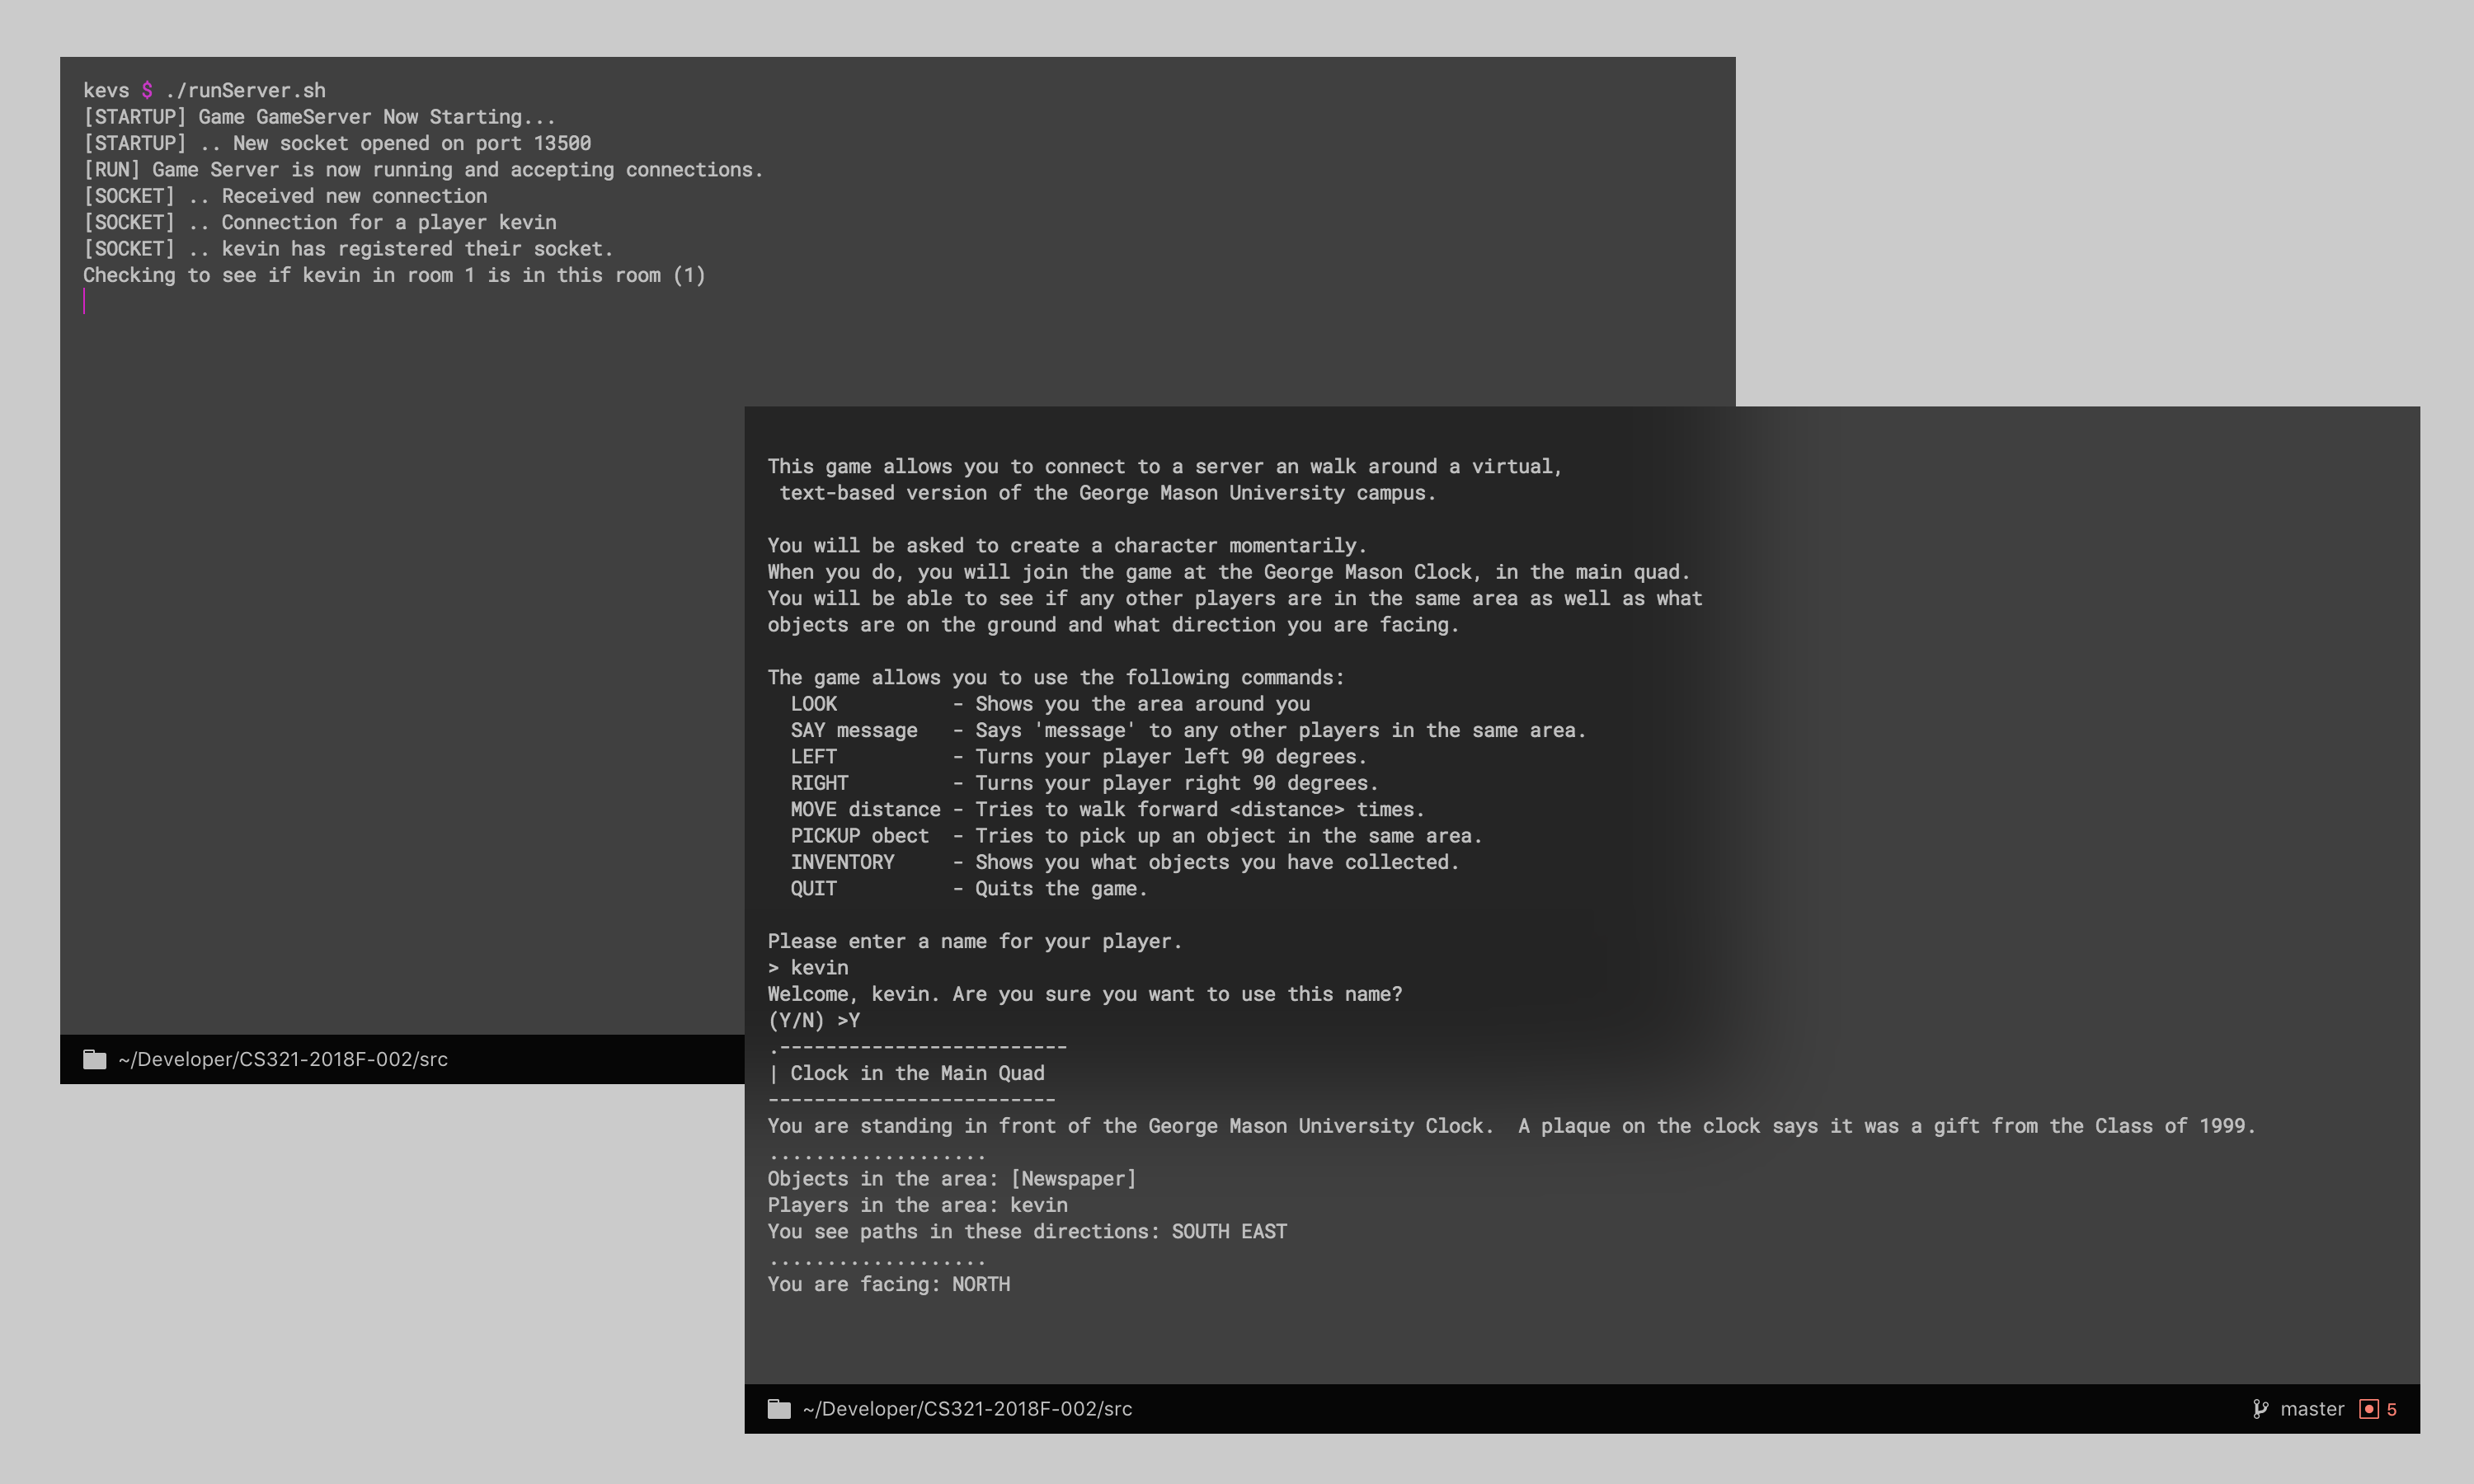 kevs $ ./runServer.sh
[STARTUP] Game GameServer Now Starting...
[STARTUP] .. New socket opened on port 13500
[RUN] Game Server is now running and accepting connections.
[SOCKET] .. Received new connection
[SOCKET] .. Connection for a player kevin
[SOCKET] .. kevin has registered their socket.
Checking to see if kevin in room 1 is in this room (1)
~/Developer/CS321-2018F-002/src
This game allows you to connect to a server an walk around a virtual,
 text-based version of the George Mason University campus.
You will be asked to create a character momentarily.
When you do, you will join the game at the George Mason Clock, in the main quad.
You will be able to see if any other players are in the same area as well as what
objects are on the ground and what direction you are facing.
The game allows you to use the following commands:
  LOOK          - Shows you the area around you
  SAY message   - Says 'message' to any other players in the same area.
  LEFT          - Turns your player left 90 degrees.
  RIGHT         - Turns your player right 90 degrees.
  MOVE distance - Tries to walk forward <distance> times.
  PICKUP obect  - Tries to pick up an object in the same area.
  INVENTORY     - Shows you what objects you have collected.
  QUIT          - Quits the game.
Please enter a name for your player.
> kevin
Welcome, kevin. Are you sure you want to use this name?
(Y/N) >Y
.-------------------------
| Clock in the Main Quad
-------------------------
You are standing in front of the George Mason University Clock.  A plaque on the clock says it was a gift from the Class of 1999.
...................
Objects in the area: [Newspaper]
Players in the area: kevin
You see paths in these directions: SOUTH EAST
...................
You are facing: NORTH
~/Developer/CS321-2018F-002/src master 5